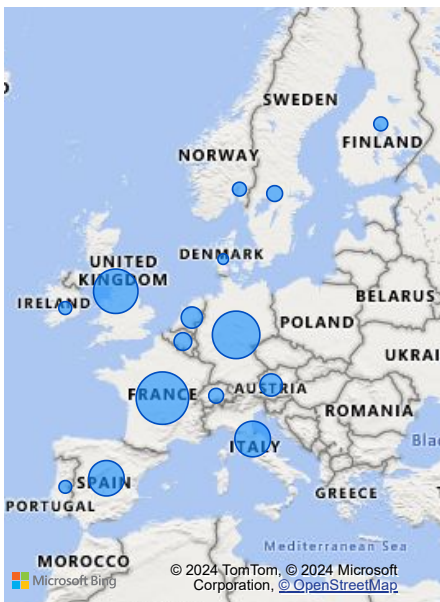 SWEDEN
FINLAND
NORWAY
DENMARK
UNITED
KINGDOM
IRELAND
BELARUS
POLAND
UKRAI
FRANCE
AUSTRIA
ROMANIA
ITALY
Blac
SPAIN
GREECE
PORTUGAL
Mediterranean Sea
MOROCCO
© 2024 TomTom, © 2024 Microsoft
Corporation, © OpenStreetMap
Microsoft Bing